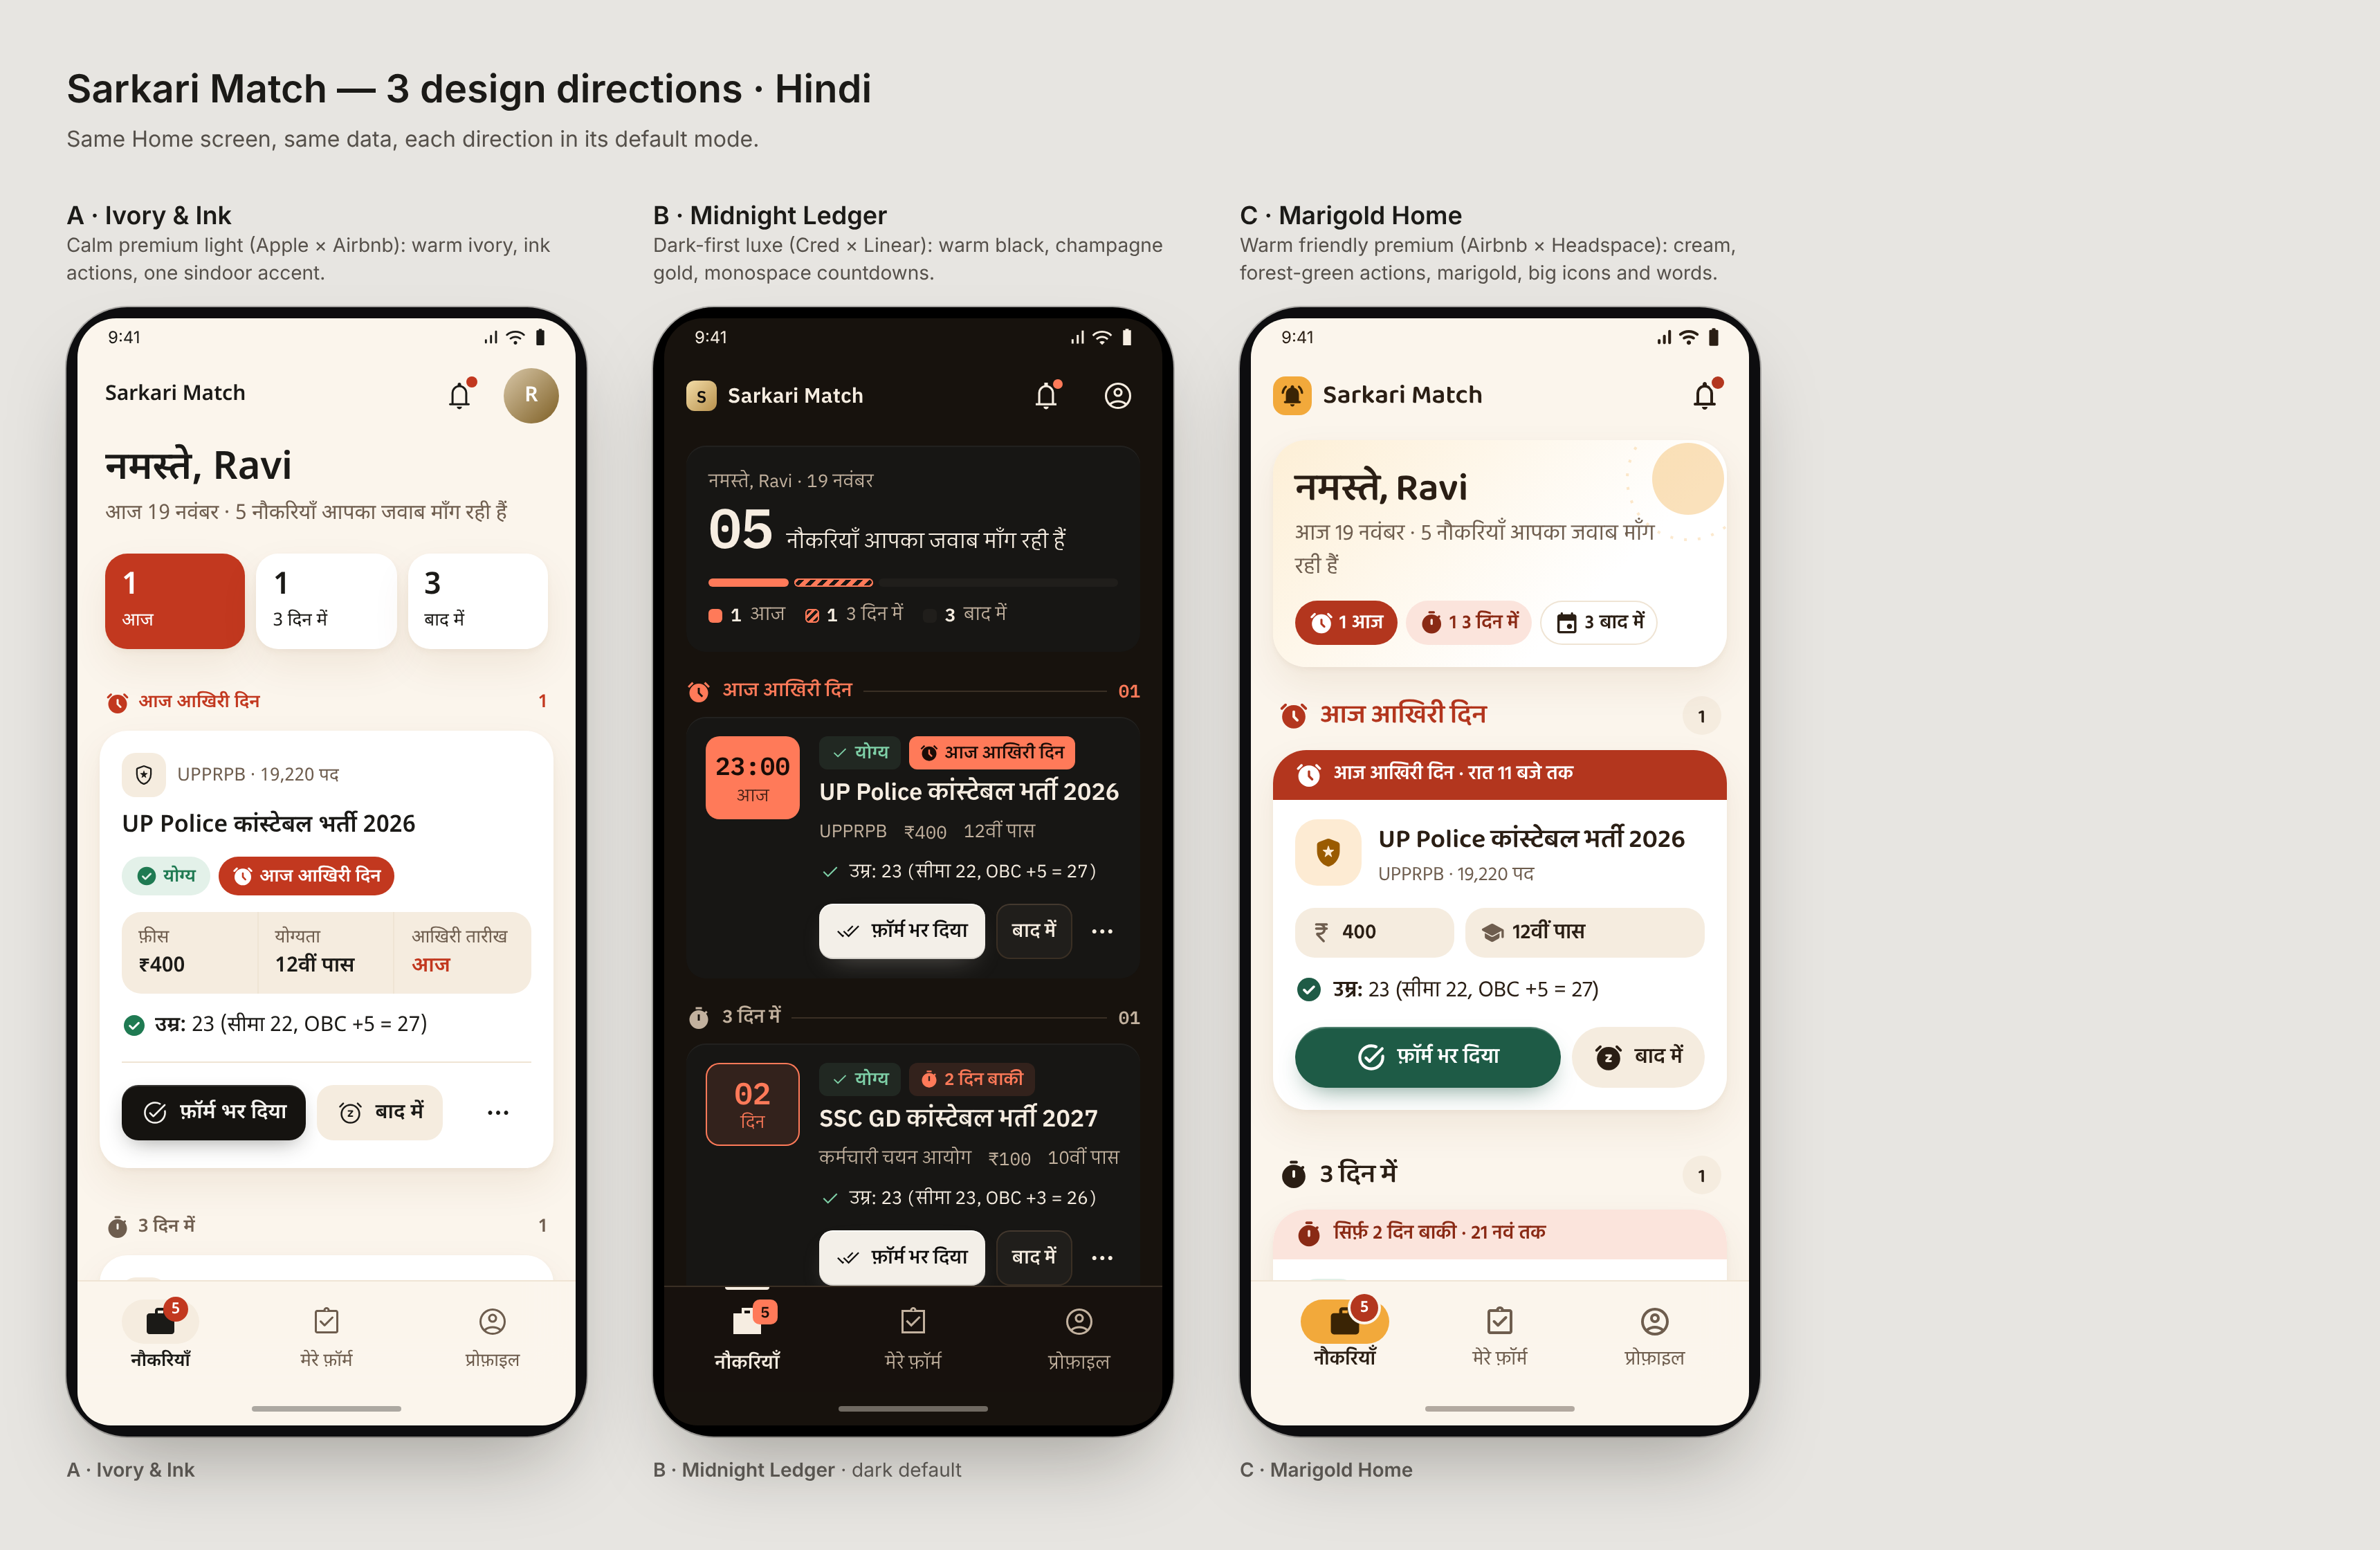 Sarkari Match — 3 design directions · Hindi
Same Home screen, same data, each direction in its default mode.
A · Ivory & Ink
Calm premium light (Apple × Airbnb): warm ivory, ink
actions, one sindoor accent.
9:41
Sarkari Match
R
नमस्ते, Ravi
आज 19 नवंबर · 5 नौकरियाँ आपका जवाब माँग रही हैं
1
आज
1
3 दिन में
3
बाद में
आज आखिरी दिन
1
UPPRPB · 19,220 पद
UP Police कांस्टेबल भर्ती 2026
योग्य
आज आखिरी दिन
फ़ीस
₹400
योग्यता
12वीं पास
आखिरी तारीख
आज
उम्र: 23 (सीमा 22, OBC +5 = 27)
फ़ॉर्म भर दिया
बाद में
3 दिन में
1
5
नौकरियाँ
मेरे फ़ॉर्म
प्रोफ़ाइल
A · Ivory & Ink
B · Midnight Ledger
Dark-first luxe (Cred × Linear): warm black, champagne
gold, monospace countdowns.
9:41
S
Sarkari Match
नमस्ते, Ravi · 19 नवंबर
05 नौकरियाँ आपका जवाब माँग रही हैं
1 आज
1 3 दिन में
3 बाद में
आज आखिरी दिन
01
23:00
आज
योग्य
आज आखिरी दिन
UP Police कांस्टेबल भर्ती 2026
UPPRPB ₹400 12वीं पास
उम्र: 23 (सीमा 22, OBC +5 = 27)
फ़ॉर्म भर दिया
बाद में
3 दिन में
01
02
दिन
योग्य
2 दिन बाकी
SSC GD कांस्टेबल भर्ती 2027
कर्मचारी चयन आयोग ₹100 10वीं पास
उम्र: 23 (सीमा 23, OBC +3 = 26)
फ़ॉर्म भर दिया
बाद में
5
नौकरियाँ
मेरे फ़ॉर्म
प्रोफ़ाइल
B · Midnight Ledger · dark default
C · Marigold Home
Warm friendly premium (Airbnb × Headspace): cream,
forest-green actions, marigold, big icons and words.
9:41
Sarkari Match
नमस्ते, Ravi
आज 19 नवंबर · 5 नौकरियाँ आपका जवाब माँग
रही हैं
1 आज
1 3 दिन में
3 बाद में
आज आखिरी दिन
1
आज आखिरी दिन · रात 11 बजे तक
UP Police कांस्टेबल भर्ती 2026
UPPRPB · 19,220 पद
₹ 400
12वीं पास
उम्र: 23 (सीमा 22, OBC +5 = 27)
फ़ॉर्म भर दिया
z
बाद में
3 दिन में
1
सिर्फ़ 2 दिन बाकी · 21 नवं तक
5
नौकरियाँ
मेरे फ़ॉर्म
प्रोफ़ाइल
C · Marigold Home